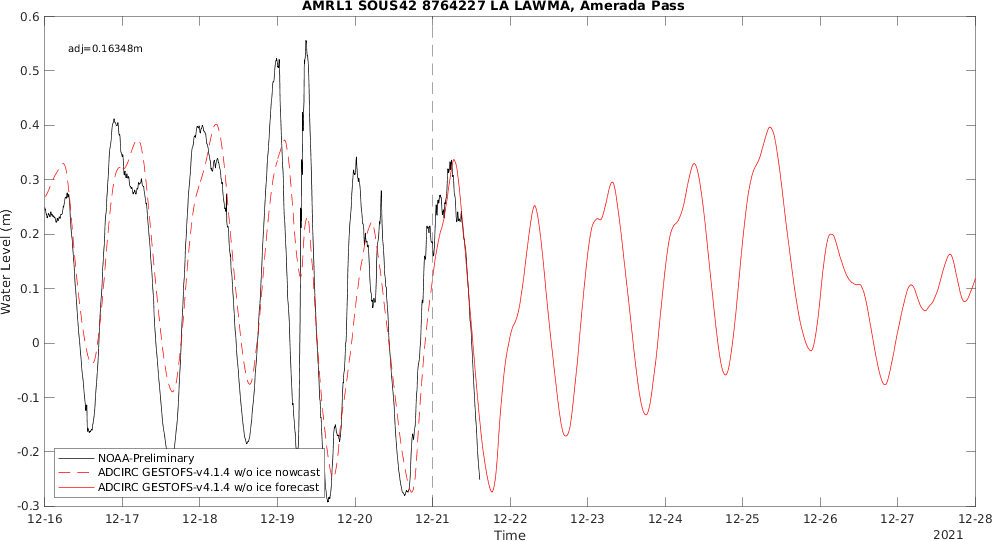 AMRL1 SOUS42 8764227 LA LAWMA, Amerada Pass
adj=0.16348m
Water Level (m)
0.6
0.5
0.4
0.3
0.2
0.1
0
-0.1
-0.2
-0.3
NOAA-Preliminary
ADCIRC GESTOFS-v4.1.4 w/o ice nowcast
ADCIRC GESTOFS-v4.1.4 w/o ice forecast
12-16 12-17 12-18 12-19 12-20 12-21 12-22 12-23 12-24 12-25 12-26 12-27 12-28
Time
2021